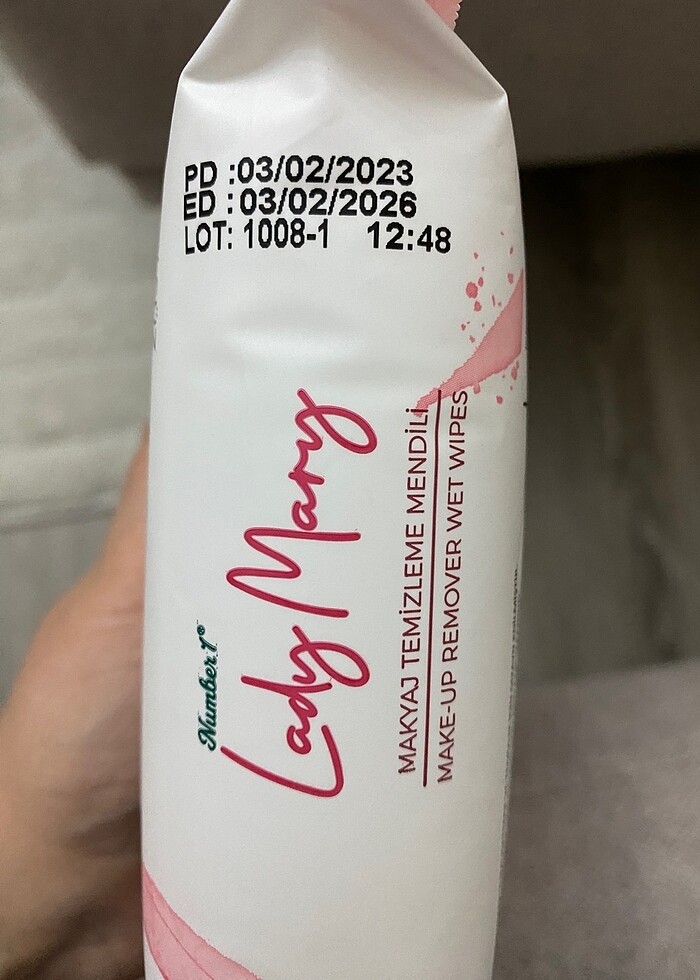 PD :03/02/2023
ED :03/02/2026
LOT: 1008-1 12:48
Number 1®
Lady Mary
MAKYAJ TEMİZLEME MENDİLİ
MAKE-UP REMOVER WET WIPES